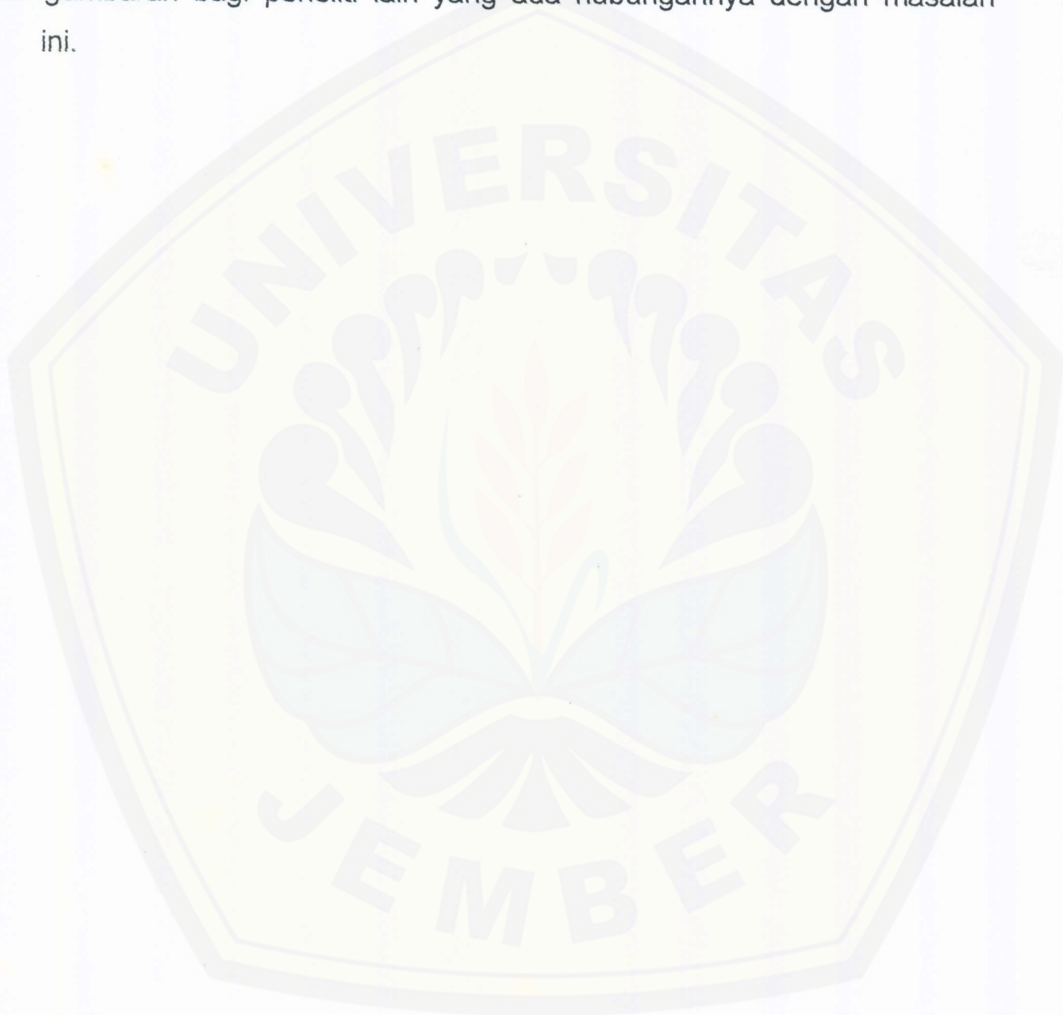 gambaran bagi peneliti lain yang ada hubungannya dengan masalah
ini.
UNIVERSITAS
JEMBER